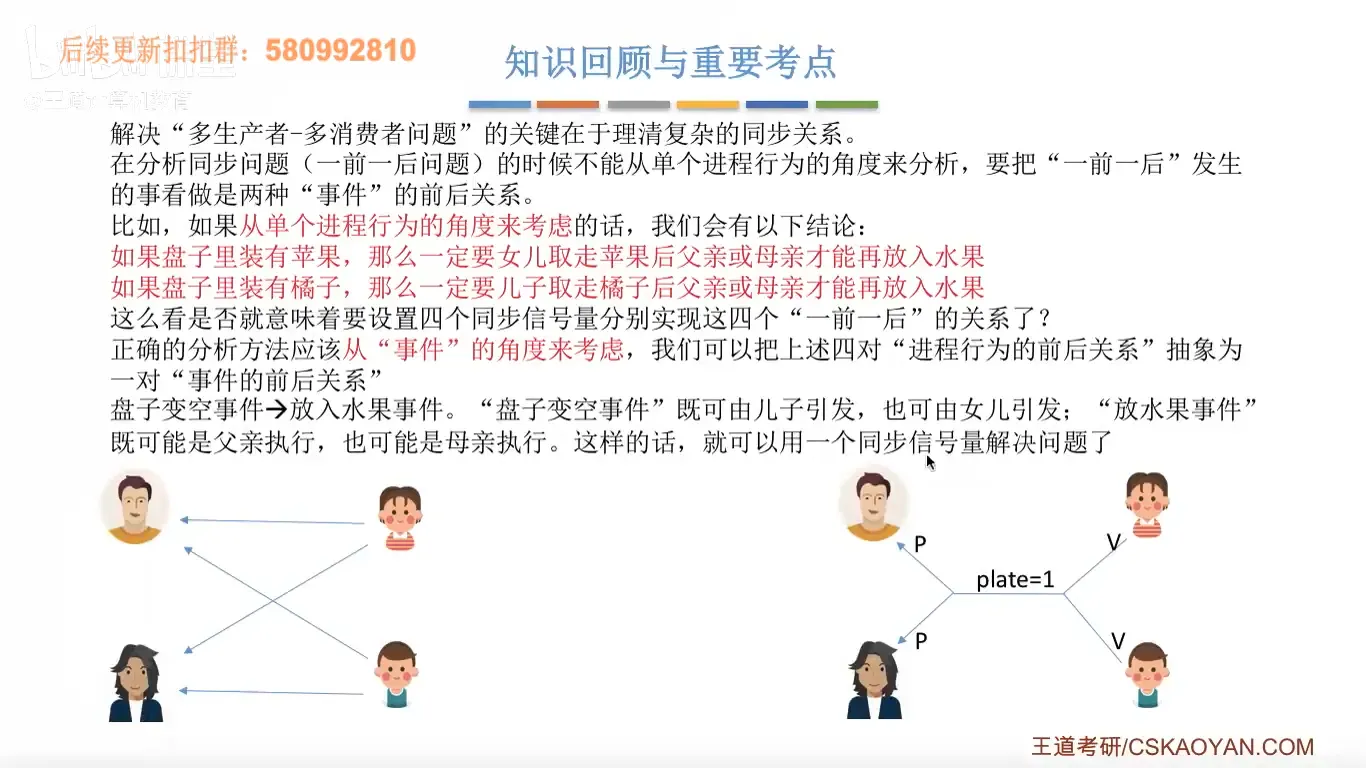 后续更新扣扣群：580992810
知识回顾与重要考点
解决“多生产者-多消费者问题”的关键在于理清复杂的同步关系。
在分析同步问题（一前一后问题）的时候不能从单个进程行为的角度来分析，要把“一前一后”发生
的事看做是两种“事件”的前后关系。
比如，如果从单个进程行为的角度来考虑的话，我们会有以下结论：
如果盘子里装有苹果，那么一定要女儿取走苹果后父亲或母亲才能再放入水果
如果盘子里装有橘子，那么一定要儿子取走橘子后父亲或母亲才能再放入水果
这么看是否就意味着要设置四个同步信号量分别实现这四个“一前一后”的关系了？
正确的分析方法应该从“事件”的角度来考虑，我们可以把上述四对“进程行为的前后关系”抽象为
一对“事件的前后关系”
盘子变空事件→放入水果事件。“盘子变空事件”既可由儿子引发，也可由女儿引发；“放水果事件”
既可能是父亲执行，也可能是母亲执行。这样的话，就可以用一个同步信号量解决问题了
P
V
plate=1
P
V
王道考研/CSKAOYAN.COM